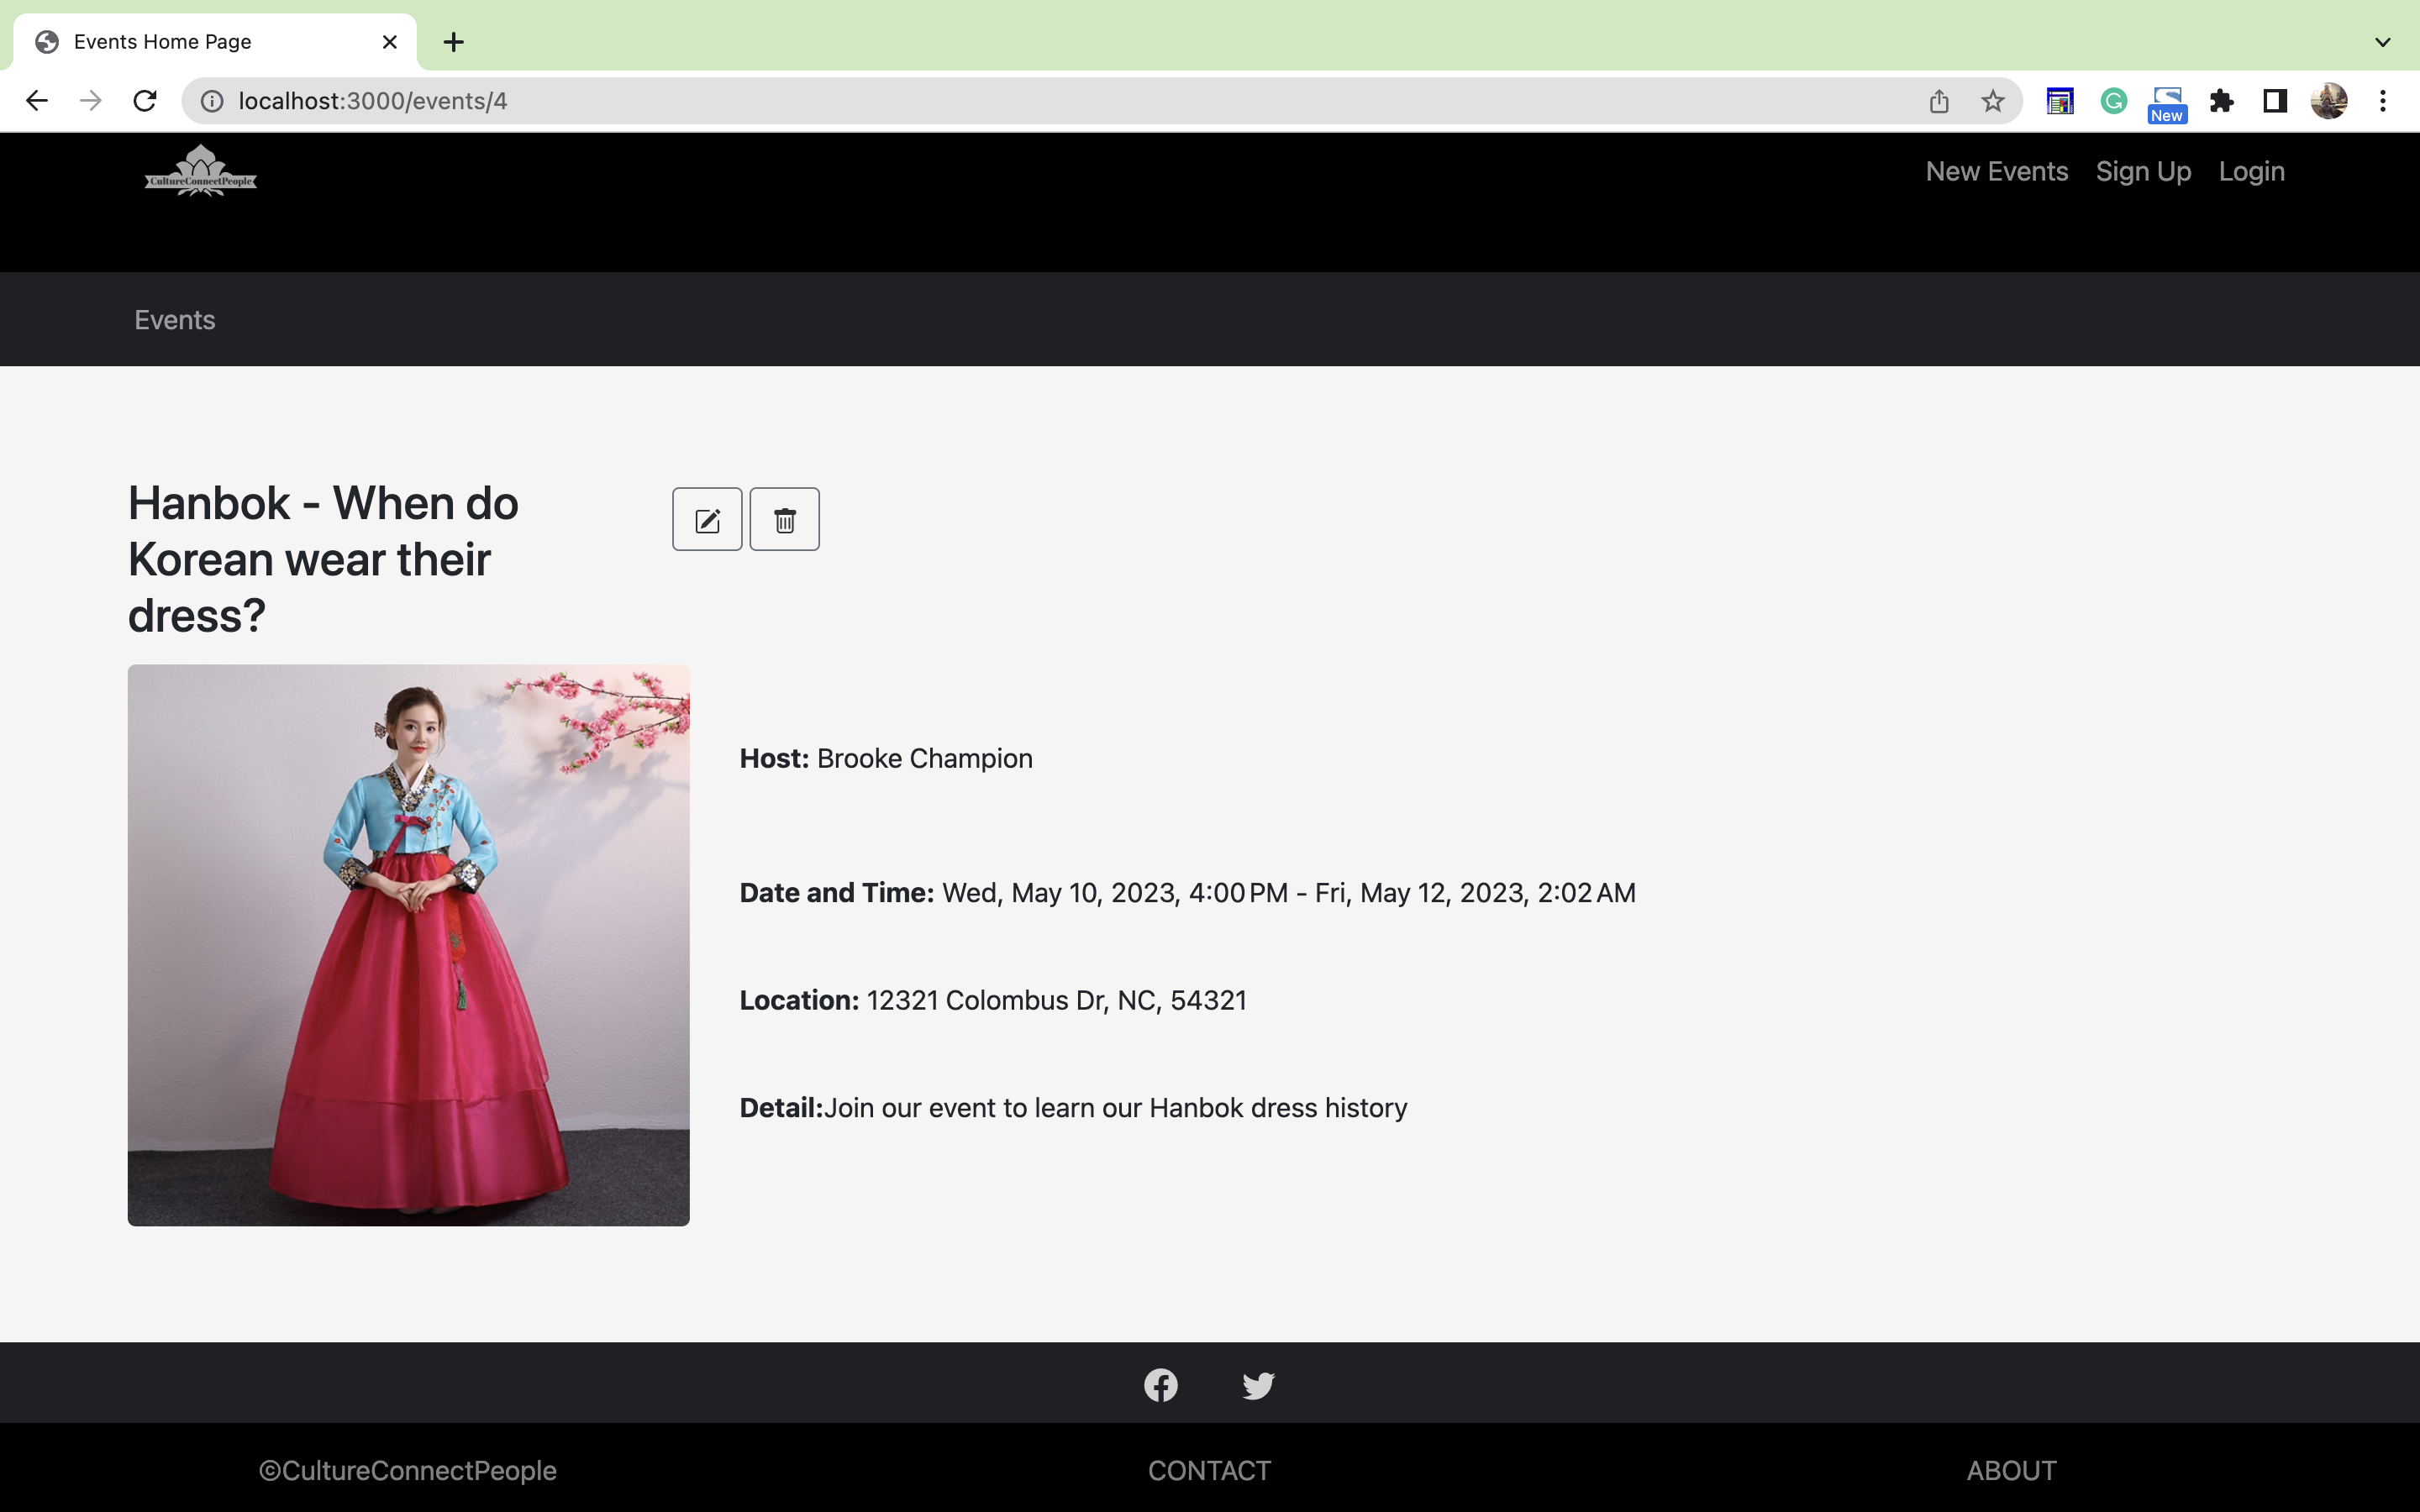 Events Home Page
localhost:3000/events/4
New
CultureConnectPeople
New Events Sign Up Login
Events
Hanbok - When do
Korean wear their
dress?
Host: Brooke Champion
Date and Time: Wed, May 10, 2023, 4:00 PM - Fri, May 12, 2023, 2:02 AM
Location: 12321 Colombus Dr, NC, 54321
Detail:Join our event to learn our Hanbok dress history
©CultureConnectPeople CONTACT ABOUT